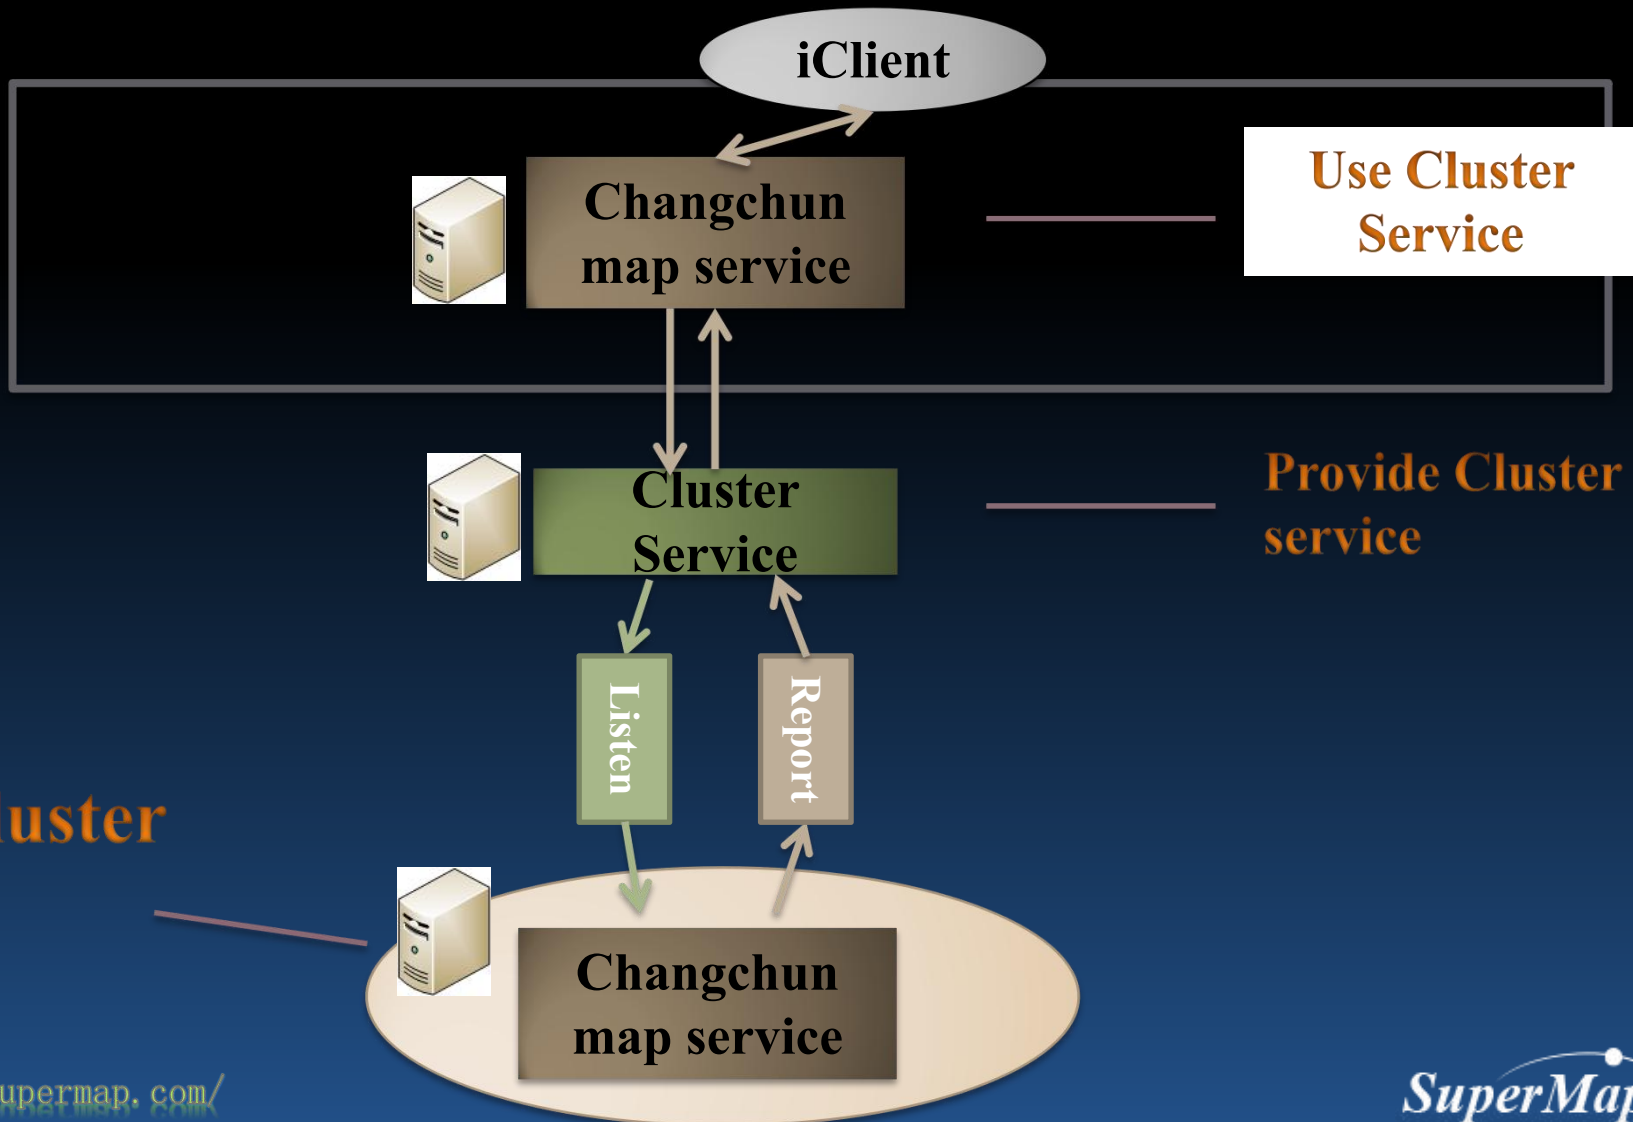 iClient
Changchun
map service
Use Cluster
Service
Cluster
Service
Provide Cluster
service
Listen
Report
luster
Changchun
map service
upermap.com/
SuperMap